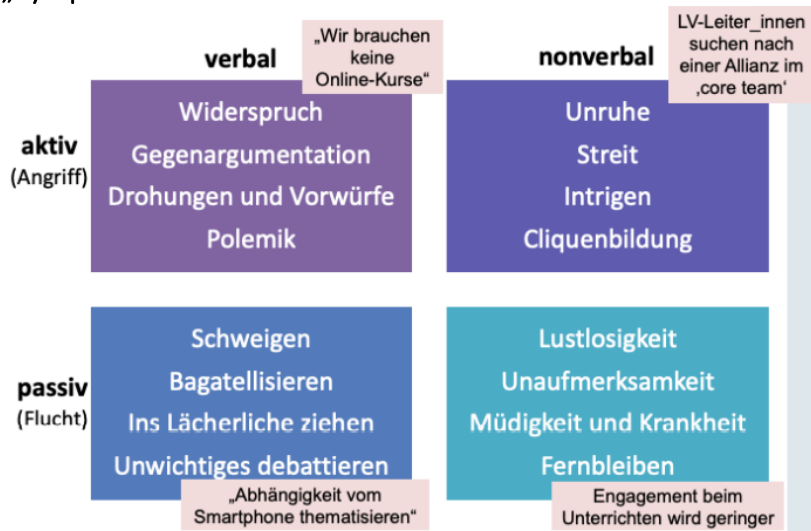 verbal
„Wir brauchen
keine
Online-Kurse“
nonverbal
LV-Leiter_innen
suchen nach
einer Allianz im
‚core team‘
aktiv
(Angriff)
Widerspruch
Gegenargumentation
Drohungen und Vorwürfe
Polemik
Unruhe
Streit
Intrigen
Cliquenbildung
passiv
(Flucht)
Schweigen
Bagatellisieren
Ins Lächerliche ziehen
Unwichtiges debattieren
„Abhängigkeit vom
Smartphone thematisieren“
Lustlosigkeit
Unaufmerksamkeit
Müdigkeit und Krankheit
Fernbleiben
Engagement beim
Unterrichten wird geringer